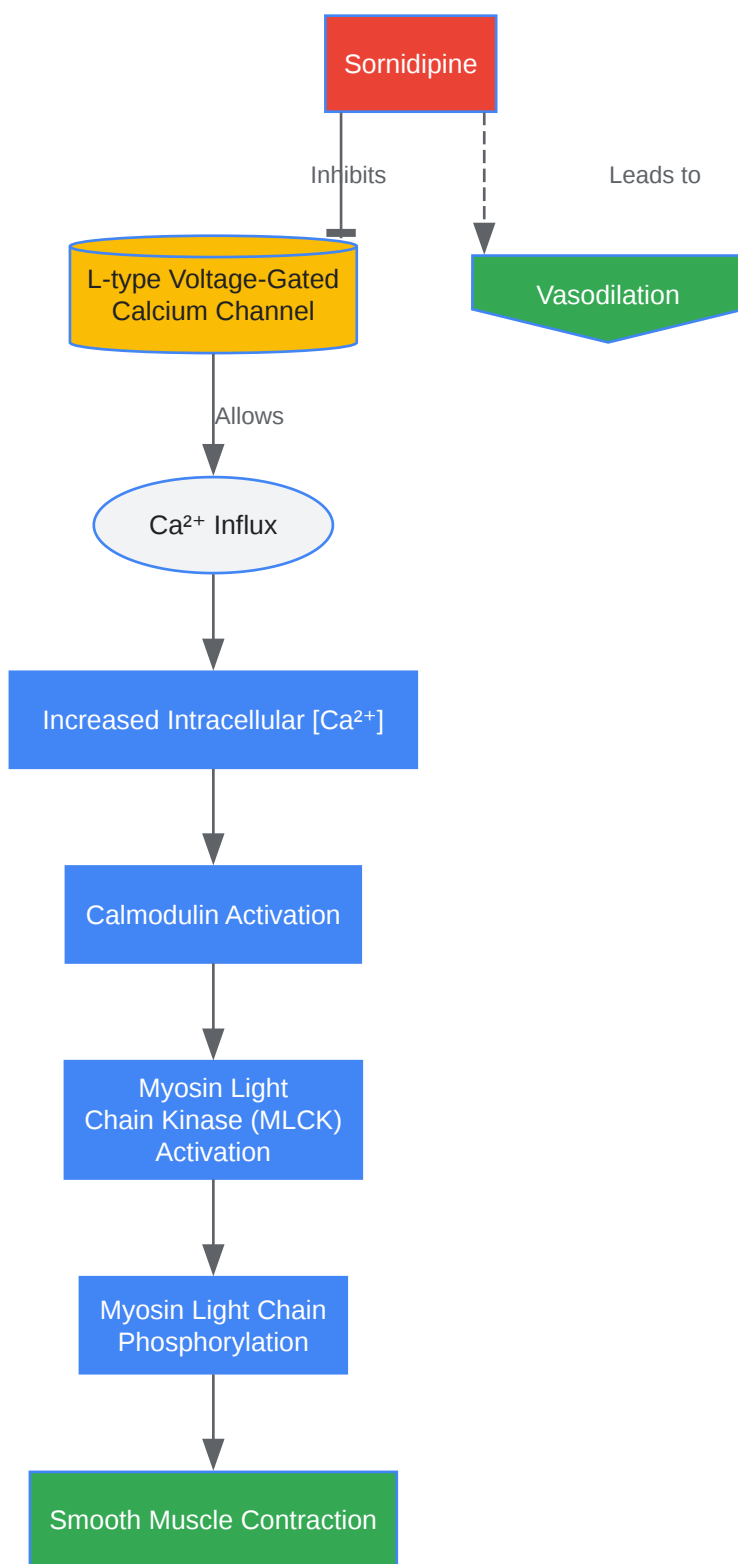 Sornidipine
Inhibits
Leads to
L-type Voltage-Gated
Calcium Channel
Vasodilation
Allows
Ca²⁺ Influx
Increased Intracellular [Ca²⁺]
Calmodulin Activation
Myosin Light
Chain Kinase (MLCK)
Activation
Myosin Light Chain
Phosphorylation
Smooth Muscle Contraction